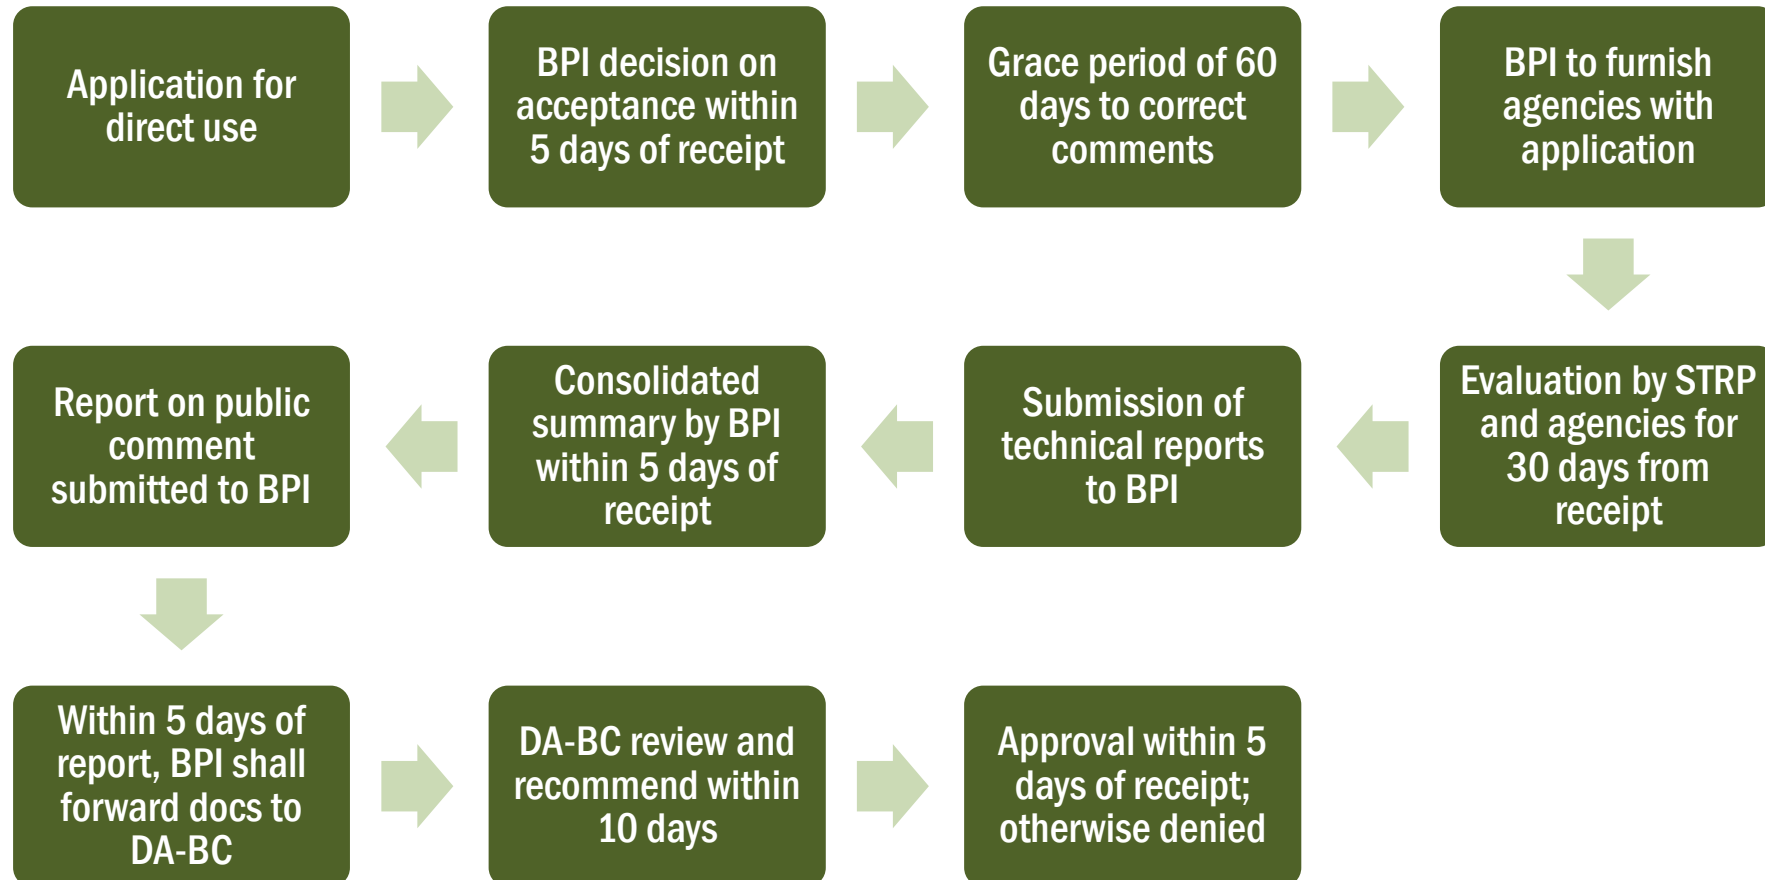 Application for
direct use
BPI decision on
acceptance within
5 days of receipt
Grace period of 60
days to correct
comments
BPI to furnish
agencies with
application
Evaluation by STRP
and agencies for
30 days from
receipt
Submission of
technical reports
to BPI
Consolidated
summary by BPI
within 5 days of
receipt
Report on public
comment
submitted to BPI
Within 5 days of
report, BPI shall
forward docs to
DA-BC
DA-BC review and
recommend within
10 days
Approval within 5
days of receipt;
otherwise denied